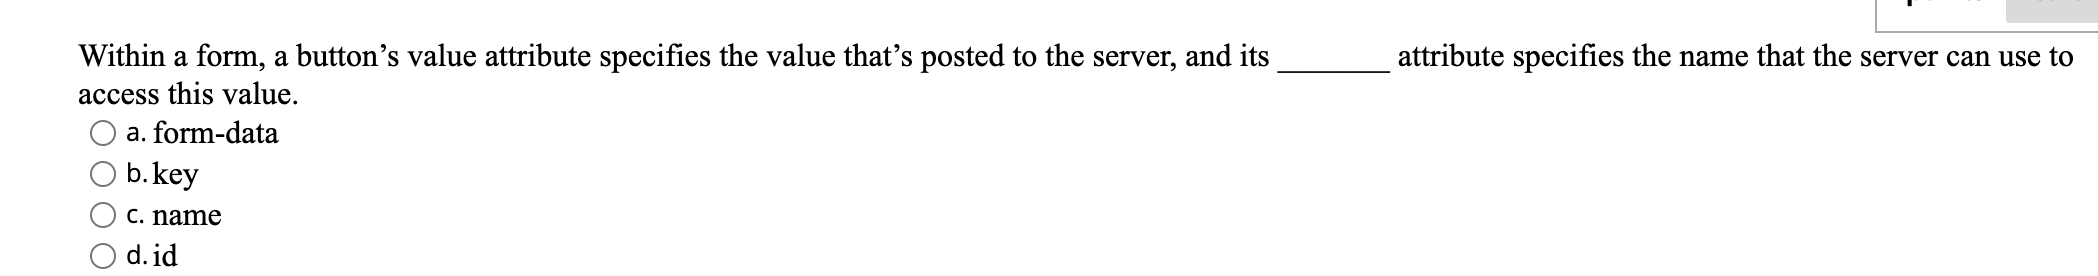 Within a form, a button’s value attribute specifies the value that’s posted to the server, and its ________ attribute specifies the name that the server can use to
access this value.
a. form-data
b. key
c. name
d. id